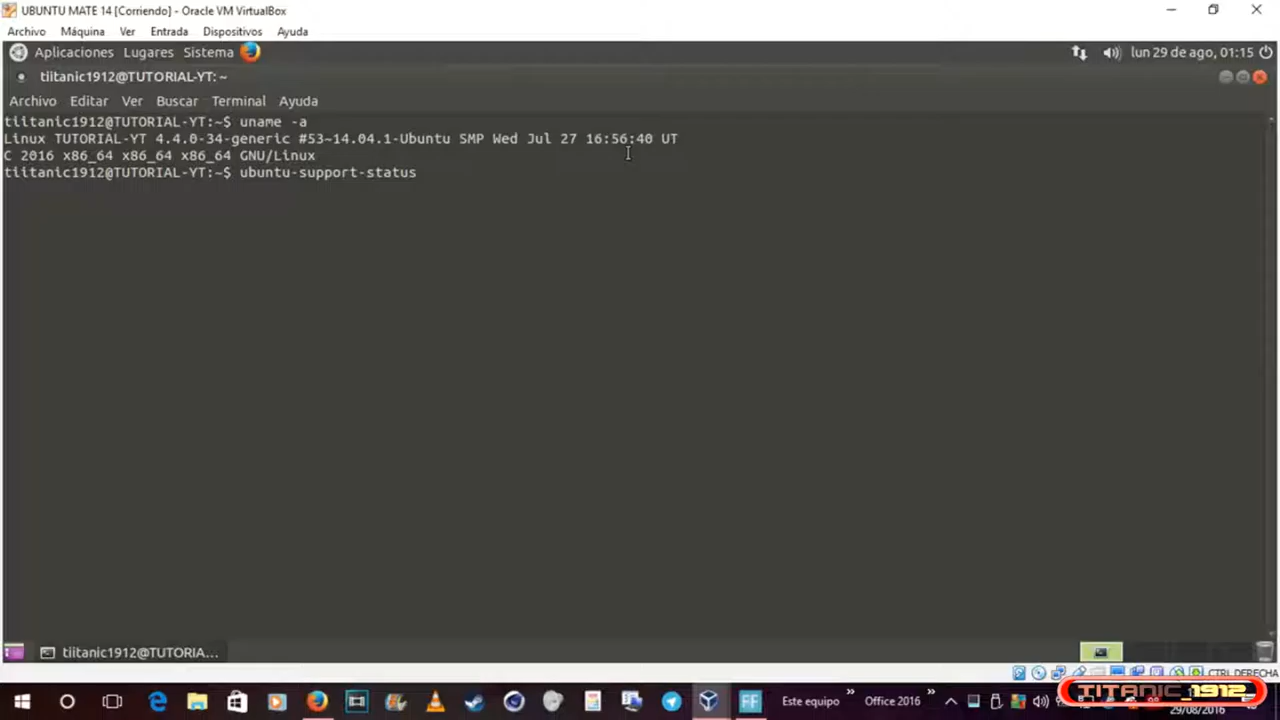 UBUNTU MATE 14 [Corriendo] - Oracle VM VirtualBox
Archivo Máquina Ver Entrada Dispositivos Ayuda
Aplicaciones Lugares Sistema lun 29 de ago, 01:15
tiitanic1912@TUTORIAL-YT: ~
Archivo Editar Ver Buscar Terminal Ayuda
tiitanic1912@TUTORIAL-YT:~$ uname -a
Linux TUTORIAL-YT 4.4.0-34-generic #53~14.04.1-Ubuntu SMP Wed Jul 27 16:56:40 UT
C 2016 x86_64 x86_64 x86_64 GNU/Linux
tiitanic1912@TUTORIAL-YT:~$ ubuntu-support-status
tiitanic1912@TUTORIA...
CTRL DERECHA
FF Este equipo » Office 2016 »
TITANIC_1912
29/08/2016